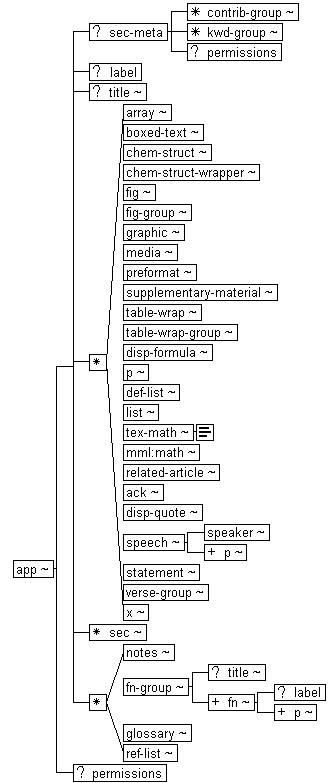 * contrib-group ~
? sec-meta
* kwd-group ~
? permissions
? label
? title ~
array ~
boxed-text ~
chem-struct ~
chem-struct-wrapper ~
fig ~
fig-group ~
graphic ~
media ~
preformat ~
supplementary-material ~
table-wrap ~
table-wrap-group ~
disp-formula ~
*
p ~
def-list ~
list ~
tex-math ~
mml:math ~
related-article ~
ack ~
disp-quote ~
speaker ~
speech ~
+ p ~
app ~
statement ~
verse-group ~
x ~
* sec ~
notes ~
? title ~
fn-group ~
? label
+ fn ~
*
+ p ~
glossary ~
ref-list ~
? permissions